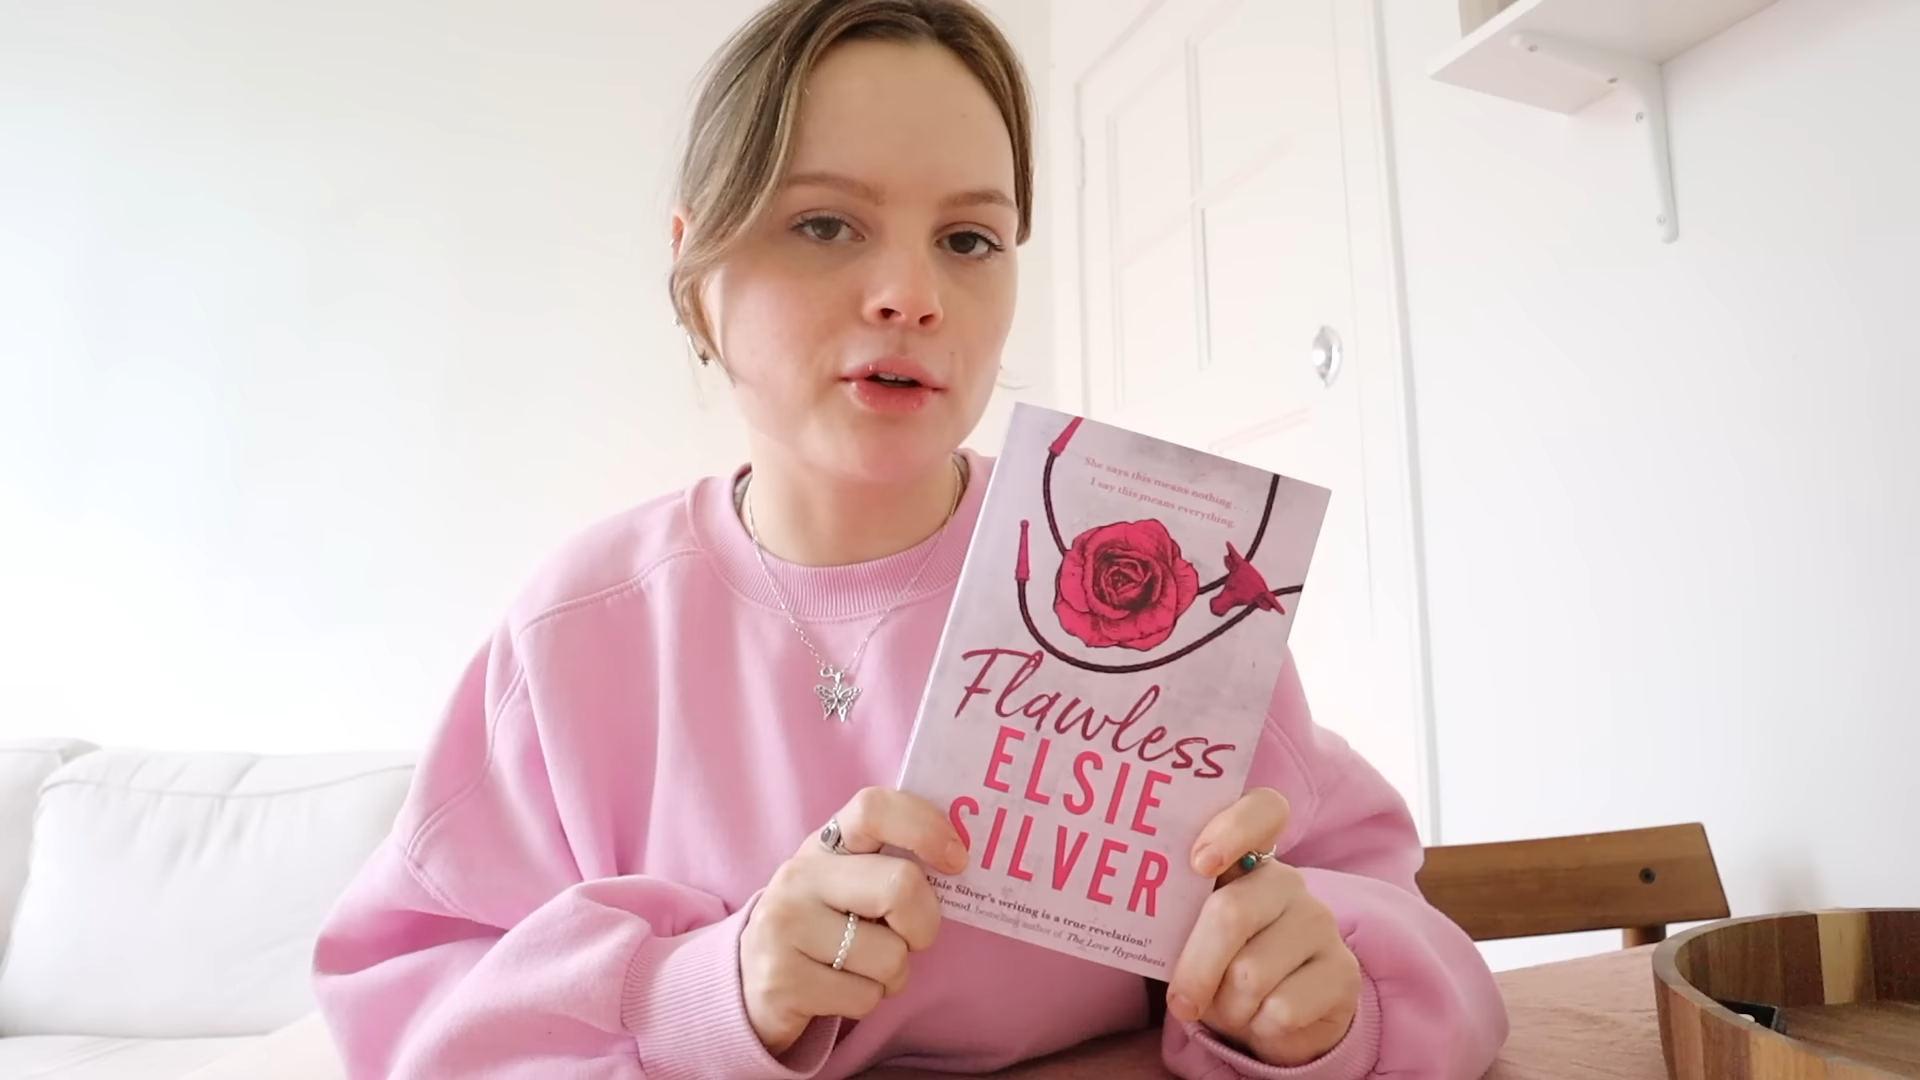 She says this means nothing . . .
I say this means everything.
Flawless
ELSIE
SILVER
Elsie Silver's writing is a true revelation!'
bestselling author of The Love Hypothesis